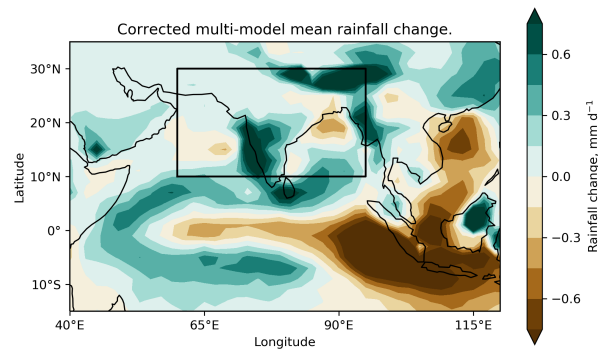 Corrected multi-model mean rainfall change.
30°N
20°N
10°N
0°
10°S
Latitude
40°E
65°E
90°E
115°E
Longitude
0.6
0.3
0.0
−0.3
−0.6
Rainfall change, mm d⁻¹